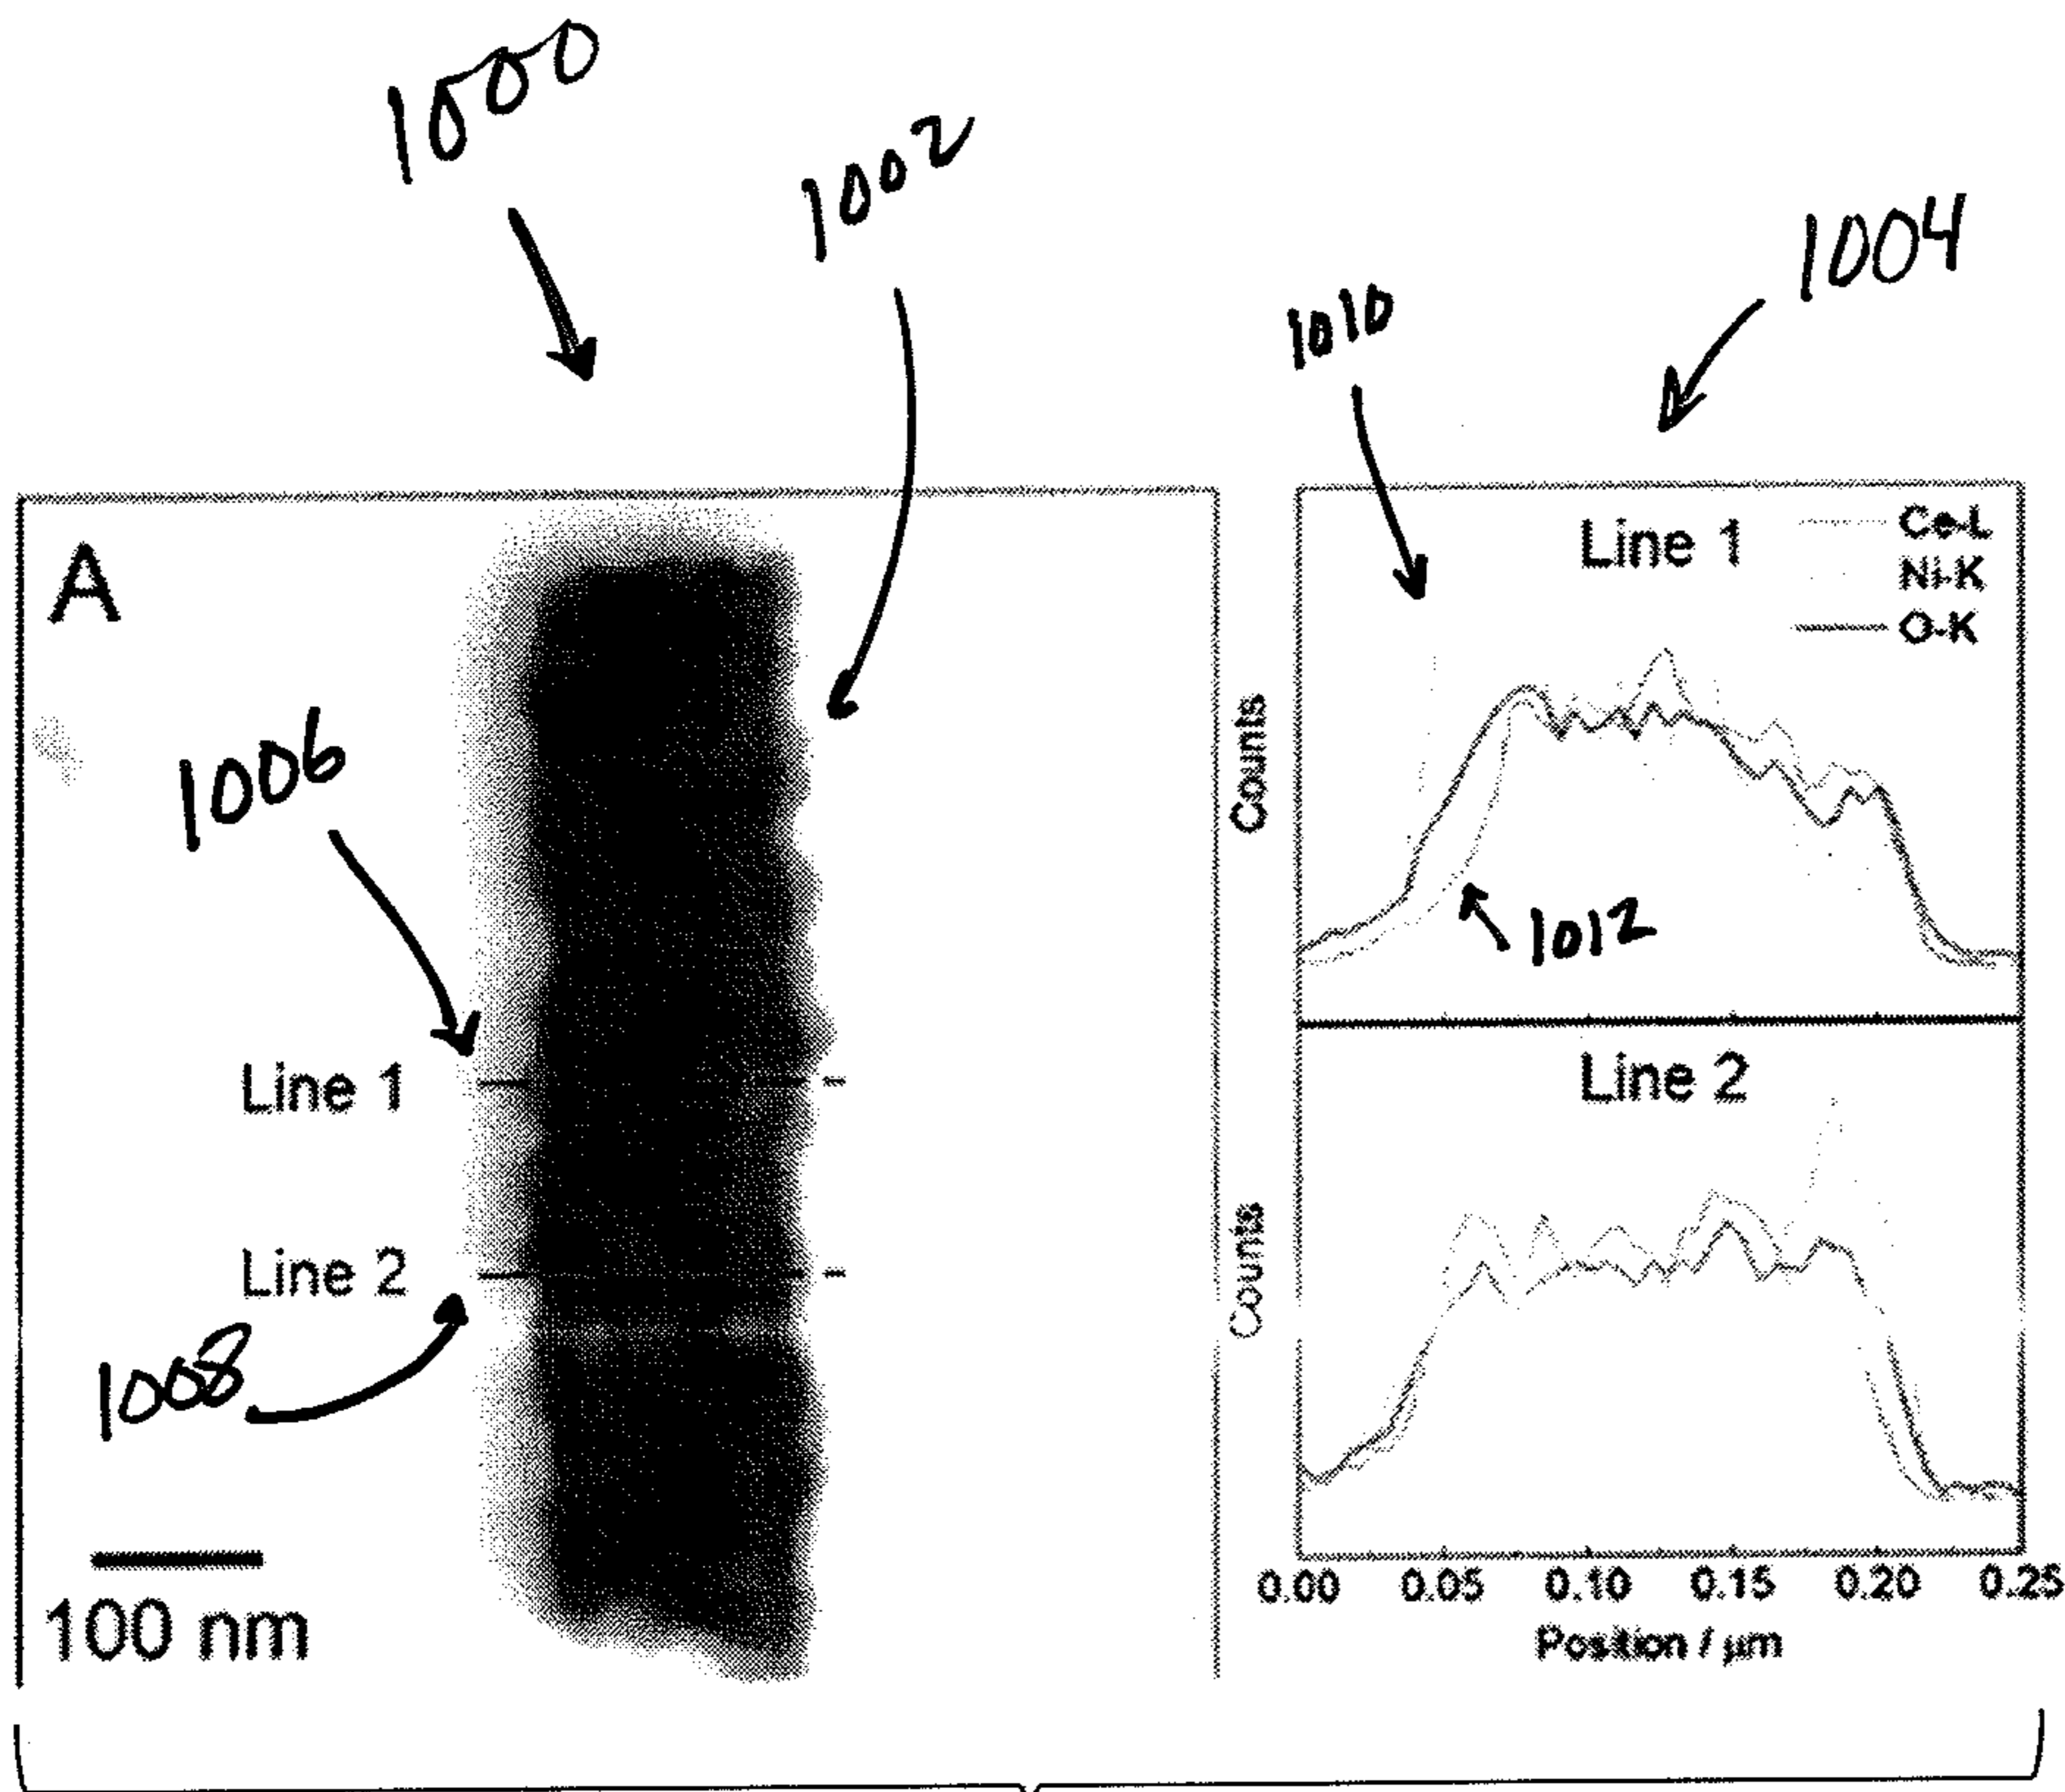 1000
1002
1004
1010
A
Line 1
Ce-L
Ni-K
O-K
Counts
1006
1012
Line 1
Line 2
Counts
Line 2
1008
100 nm
0.00 0.05 0.10 0.15 0.20 0.25
Position / µm